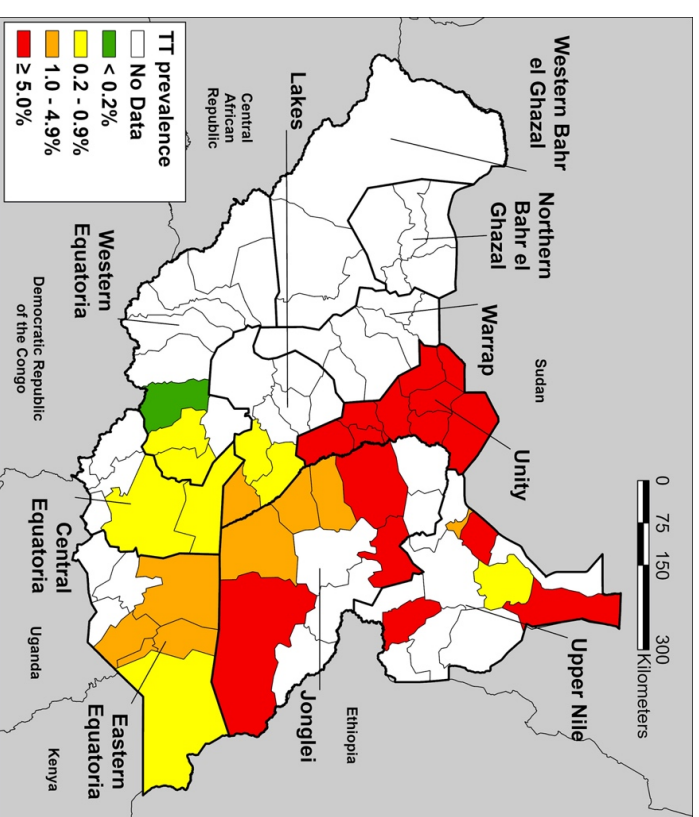 Western Bahr
el Ghazal
Northern
Bahr el
Ghazal
Warrap
Sudan
Unity
0 75 150 300
Kilometers
Upper Nile
Lakes
Central
African
Republic
TT prevalence
No Data
< 0.2%
0.2 - 0.9%
1.0 - 4.9%
≥ 5.0%
Western
Equatoria
Democratic Republic
of the Congo
Central
Equatoria
Uganda
Eastern
Equatoria
Kenya
Jonglei
Ethiopia